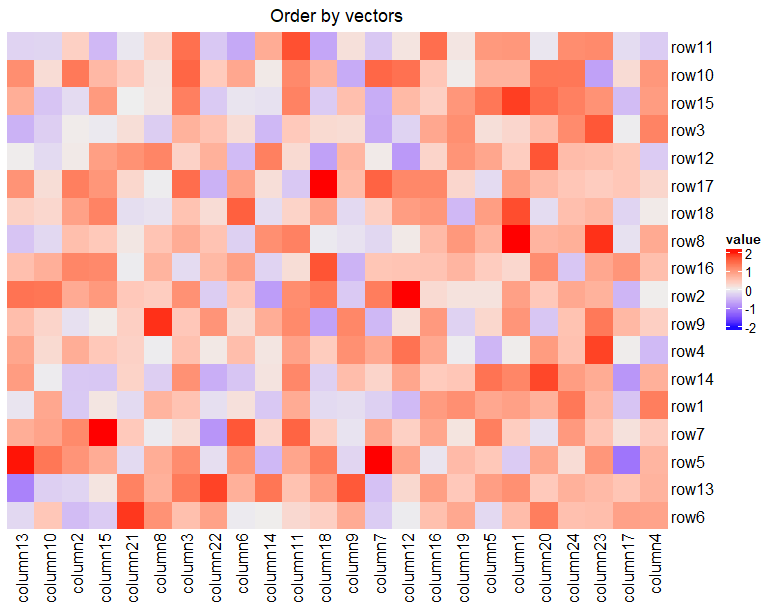 Order by vectors
row11
row10
row15
row3
row12
row17
row18
row8
row16
row2
row9
row4
row14
row1
row7
row5
row13
row6
value
2
1
0
-1
-2
column13
column10
column2
column15
column21
column8
column3
column22
column6
column14
column11
column18
column9
column7
column12
column16
column19
column5
column1
column20
column24
column23
column17
column4